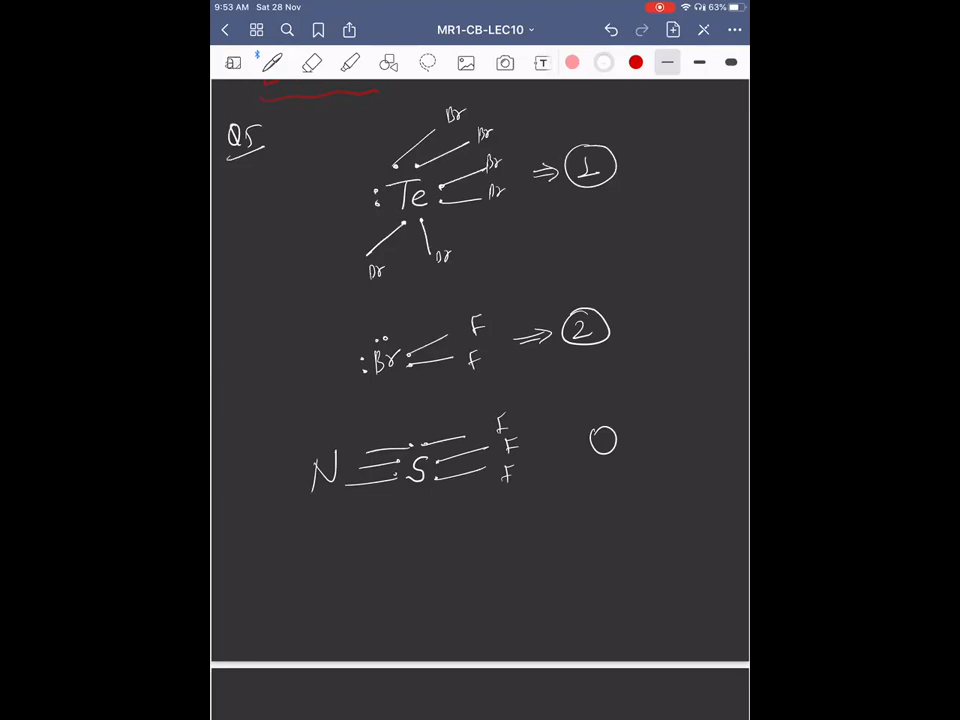 9:53 AM Sat 28 Nov 63%
MR1-CB-LEC10
T
Q5
Br
Br
Br
: Te Br ⇒ 1
Br Br
F
:Br F ⇒ 2
F
F
N≡S F 0